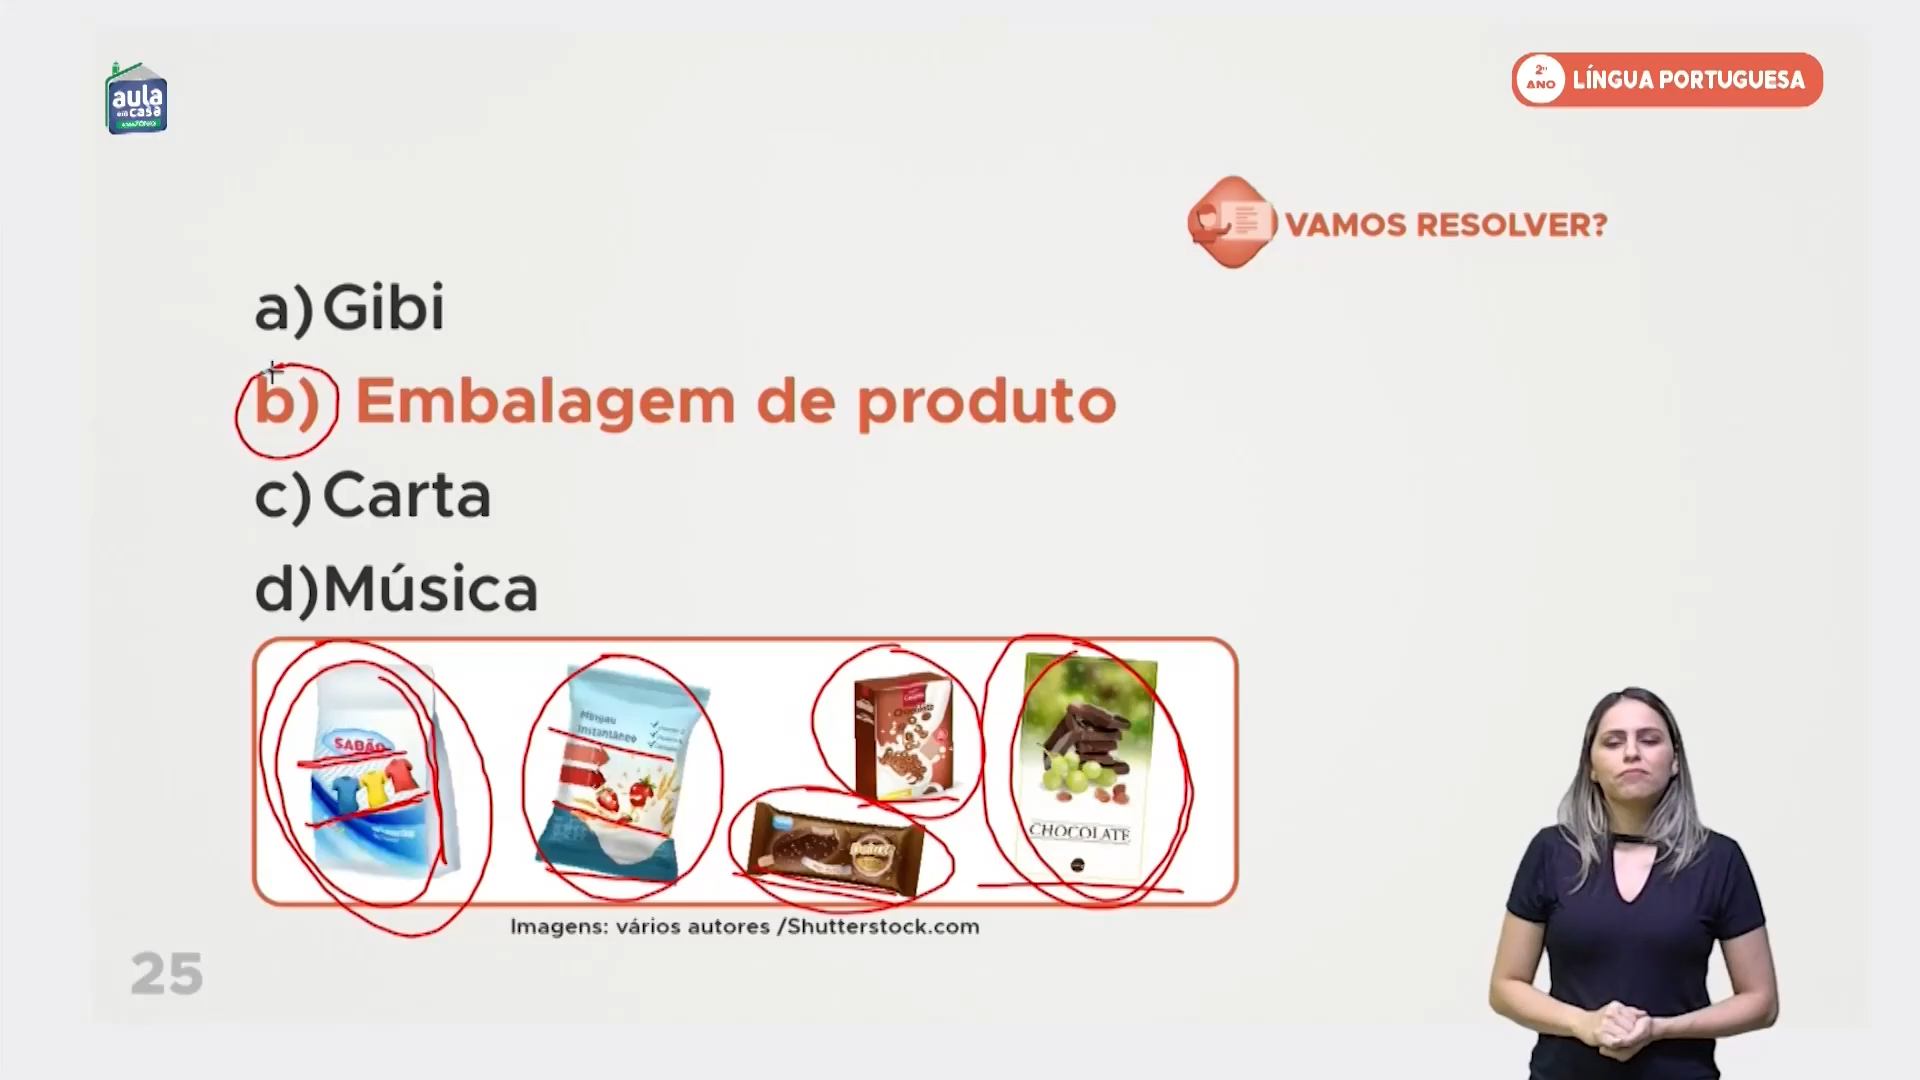 aula
em casa
2º
ANO
LÍNGUA PORTUGUESA
VAMOS RESOLVER?
a) Gibi
b) Embalagem de produto
c) Carta
d) Música
SABÃO
Mingau
Instantâneo
Chocolate
CHOCOLATE
Imagens: vários autores /Shutterstock.com
25